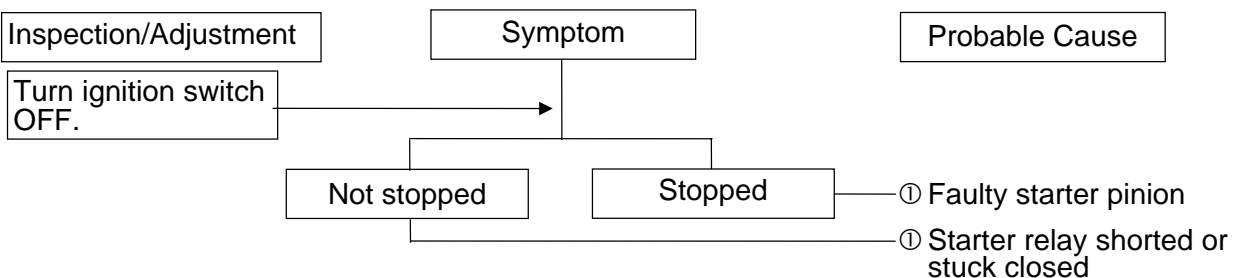 Inspection/Adjustment
Symptom
Probable Cause
Turn ignition switch
OFF.
Not stopped
Stopped
① Faulty starter pinion
① Starter relay shorted or
stuck closed